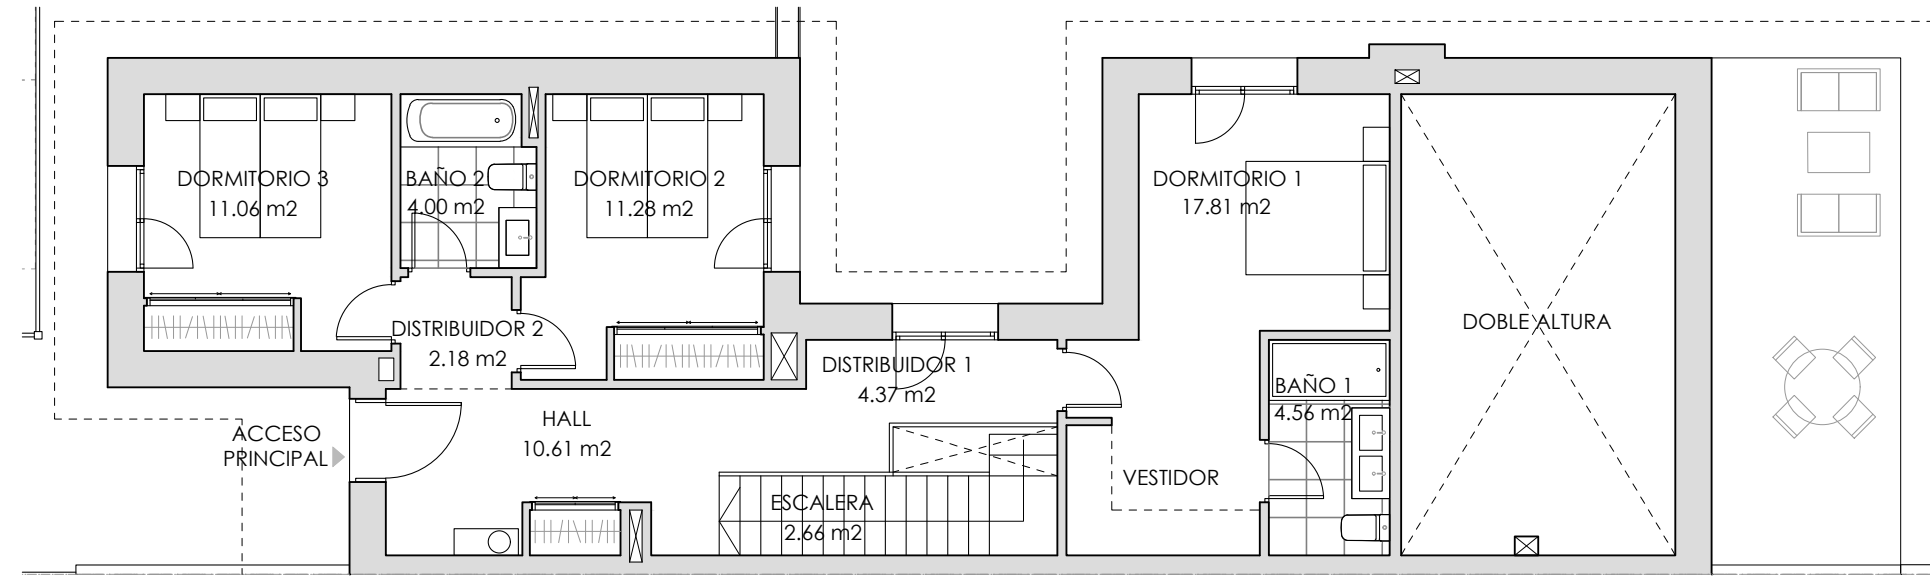 DORMITORIO 3
11.06 m2
BAÑO 2
4.00 m2
DORMITORIO 2
11.28 m2
DORMITORIO 1
17.81 m2
DISTRIBUIDOR 2
2.18 m2
DOBLE ALTURA
DISTRIBUIDOR 1
4.37 m2
BAÑO 1
4.56 m2
HALL
10.61 m2
ACCESO
PRINCIPAL
VESTIDOR
ESCALERA
2.66 m2